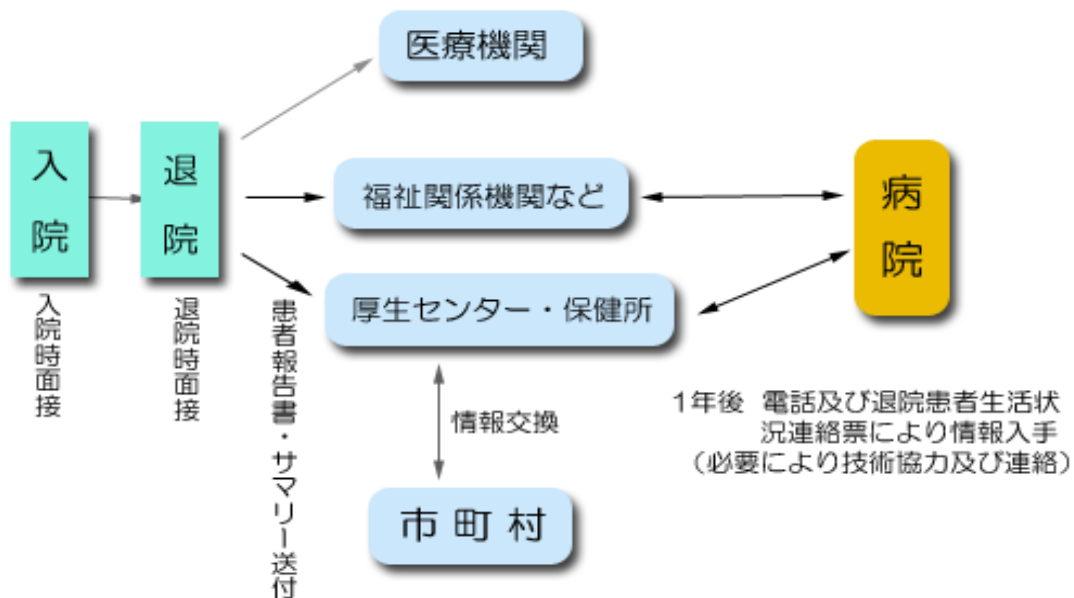 医療機関
入院
退院
福祉関係機関など
病院
厚生センター・保健所
入院時面接
退院時面接
患者報告書・サマリー送付
情報交換
1年後 電話及び退院患者生活状
況連絡票により情報入手
（必要により技術協力及び連絡）
市町村